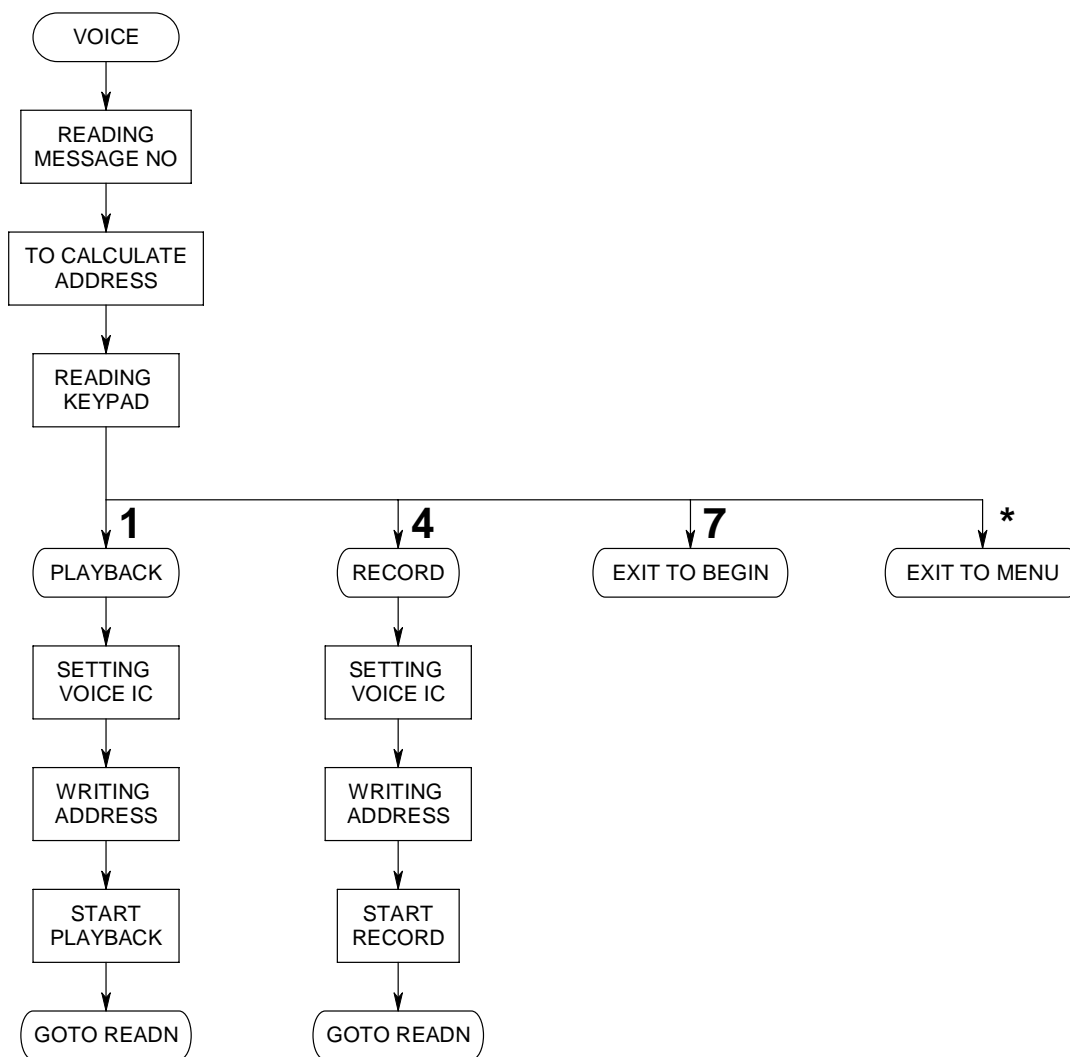 VOICE
READING
MESSAGE NO
TO CALCULATE
ADDRESS
READING
KEYPAD
1
4
7
*
PLAYBACK
RECORD
EXIT TO BEGIN
EXIT TO MENU
SETTING
VOICE IC
SETTING
VOICE IC
WRITING
ADDRESS
WRITING
ADDRESS
START
PLAYBACK
START
RECORD
GOTO READN
GOTO READN